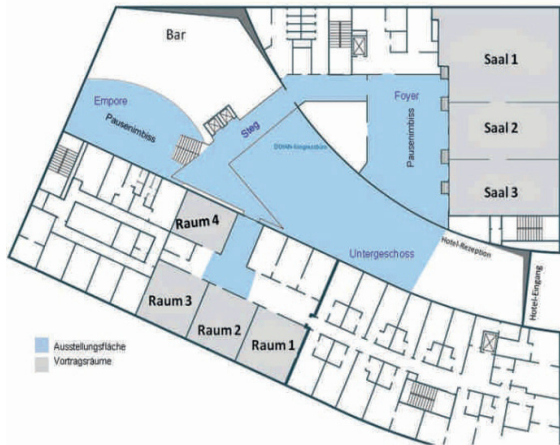 Bar
Saal 1
Empore
Pausenimbiss
Steg
Foyer
Pausenimbiss
Saal 2
Saal 3
Raum 4
Untergeschoss
Hotel-Rezeption
Hotel-Eingang
Raum 3
Raum 2
Raum 1
Ausstellungsfläche
Vortragsräume